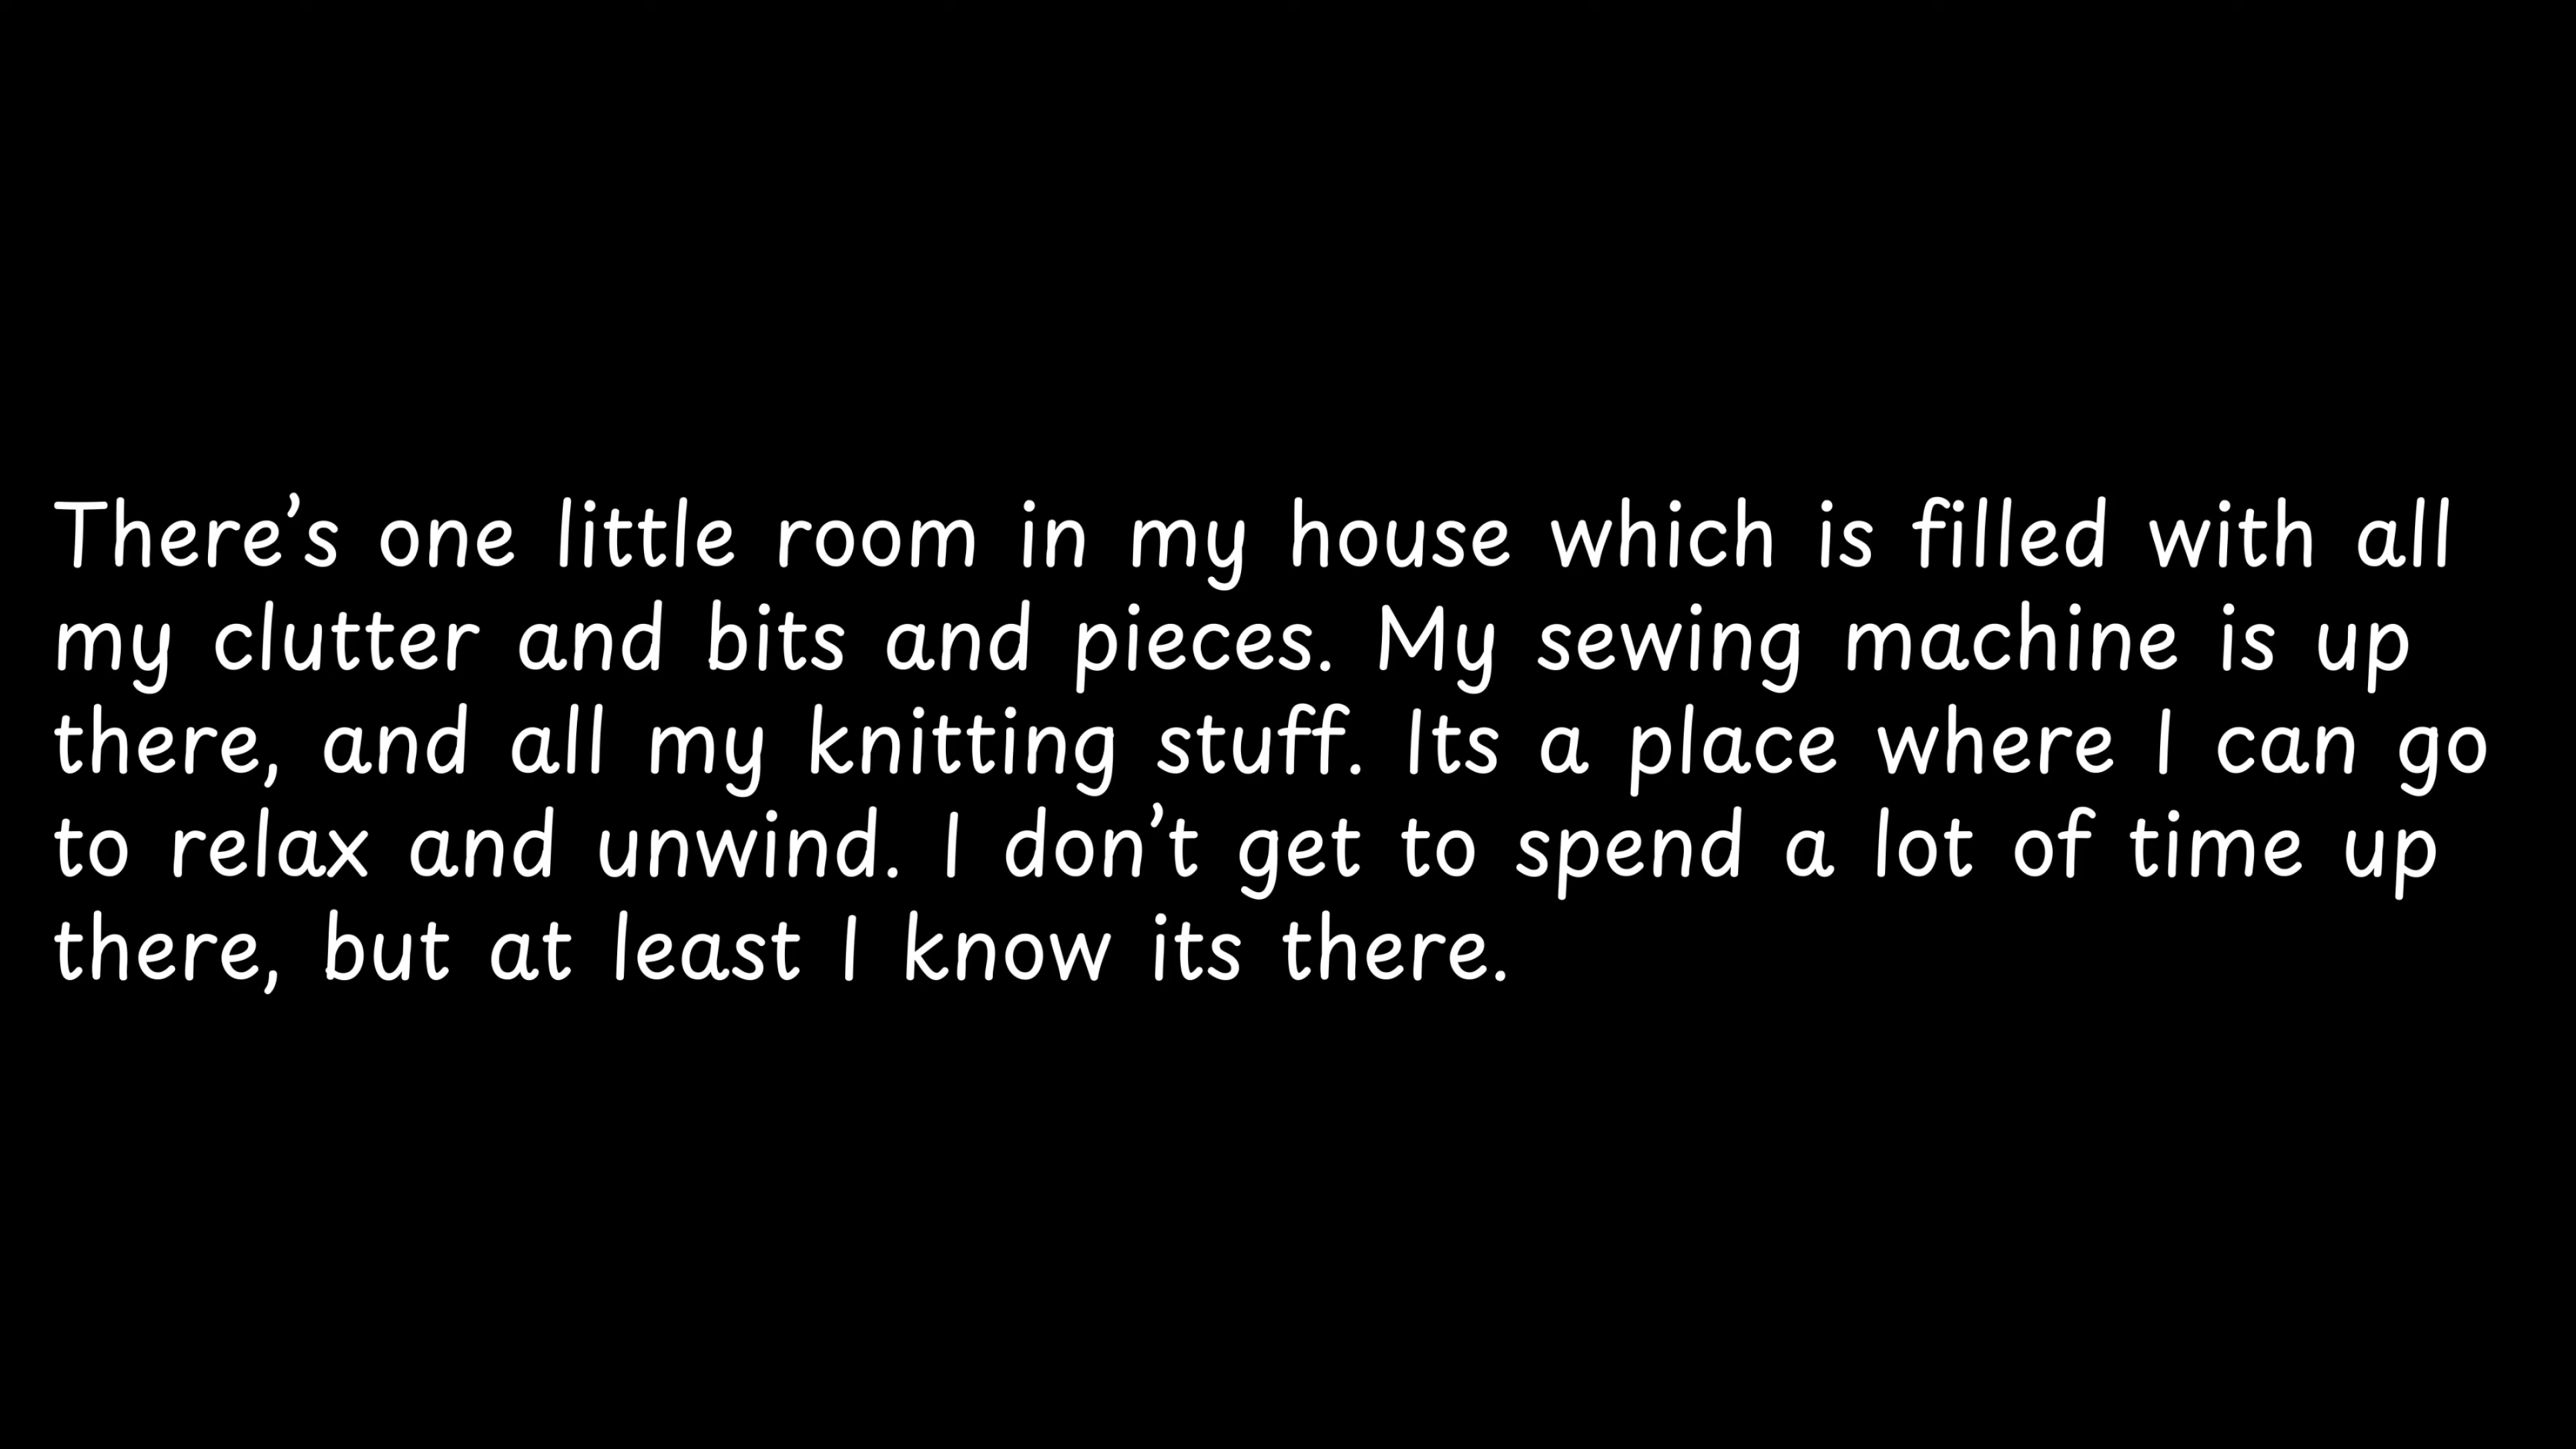 There’s one little room in my house which is filled with all
my clutter and bits and pieces. My sewing machine is up
there, and all my knitting stuff. Its a place where I can go
to relax and unwind. I don’t get to spend a lot of time up
there, but at least I know its there.